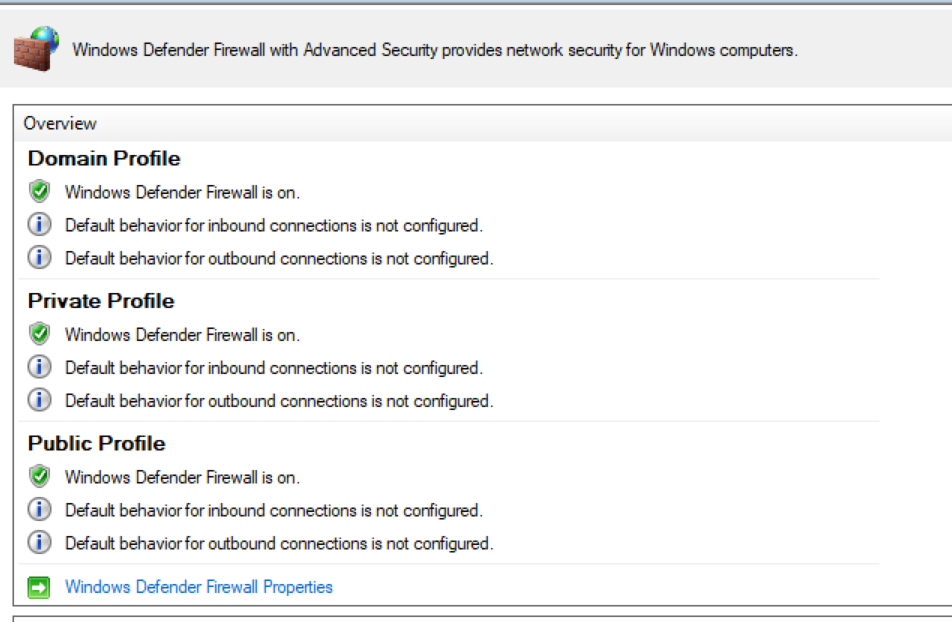 Windows Defender Firewall with Advanced Security provides network security for Windows computers.
Overview
Domain Profile
Windows Defender Firewall is on.
Default behavior for inbound connections is not configured.
Default behavior for outbound connections is not configured.
Private Profile
Windows Defender Firewall is on.
Default behavior for inbound connections is not configured.
Default behavior for outbound connections is not configured.
Public Profile
Windows Defender Firewall is on.
Default behavior for inbound connections is not configured.
Default behavior for outbound connections is not configured.
Windows Defender Firewall Properties